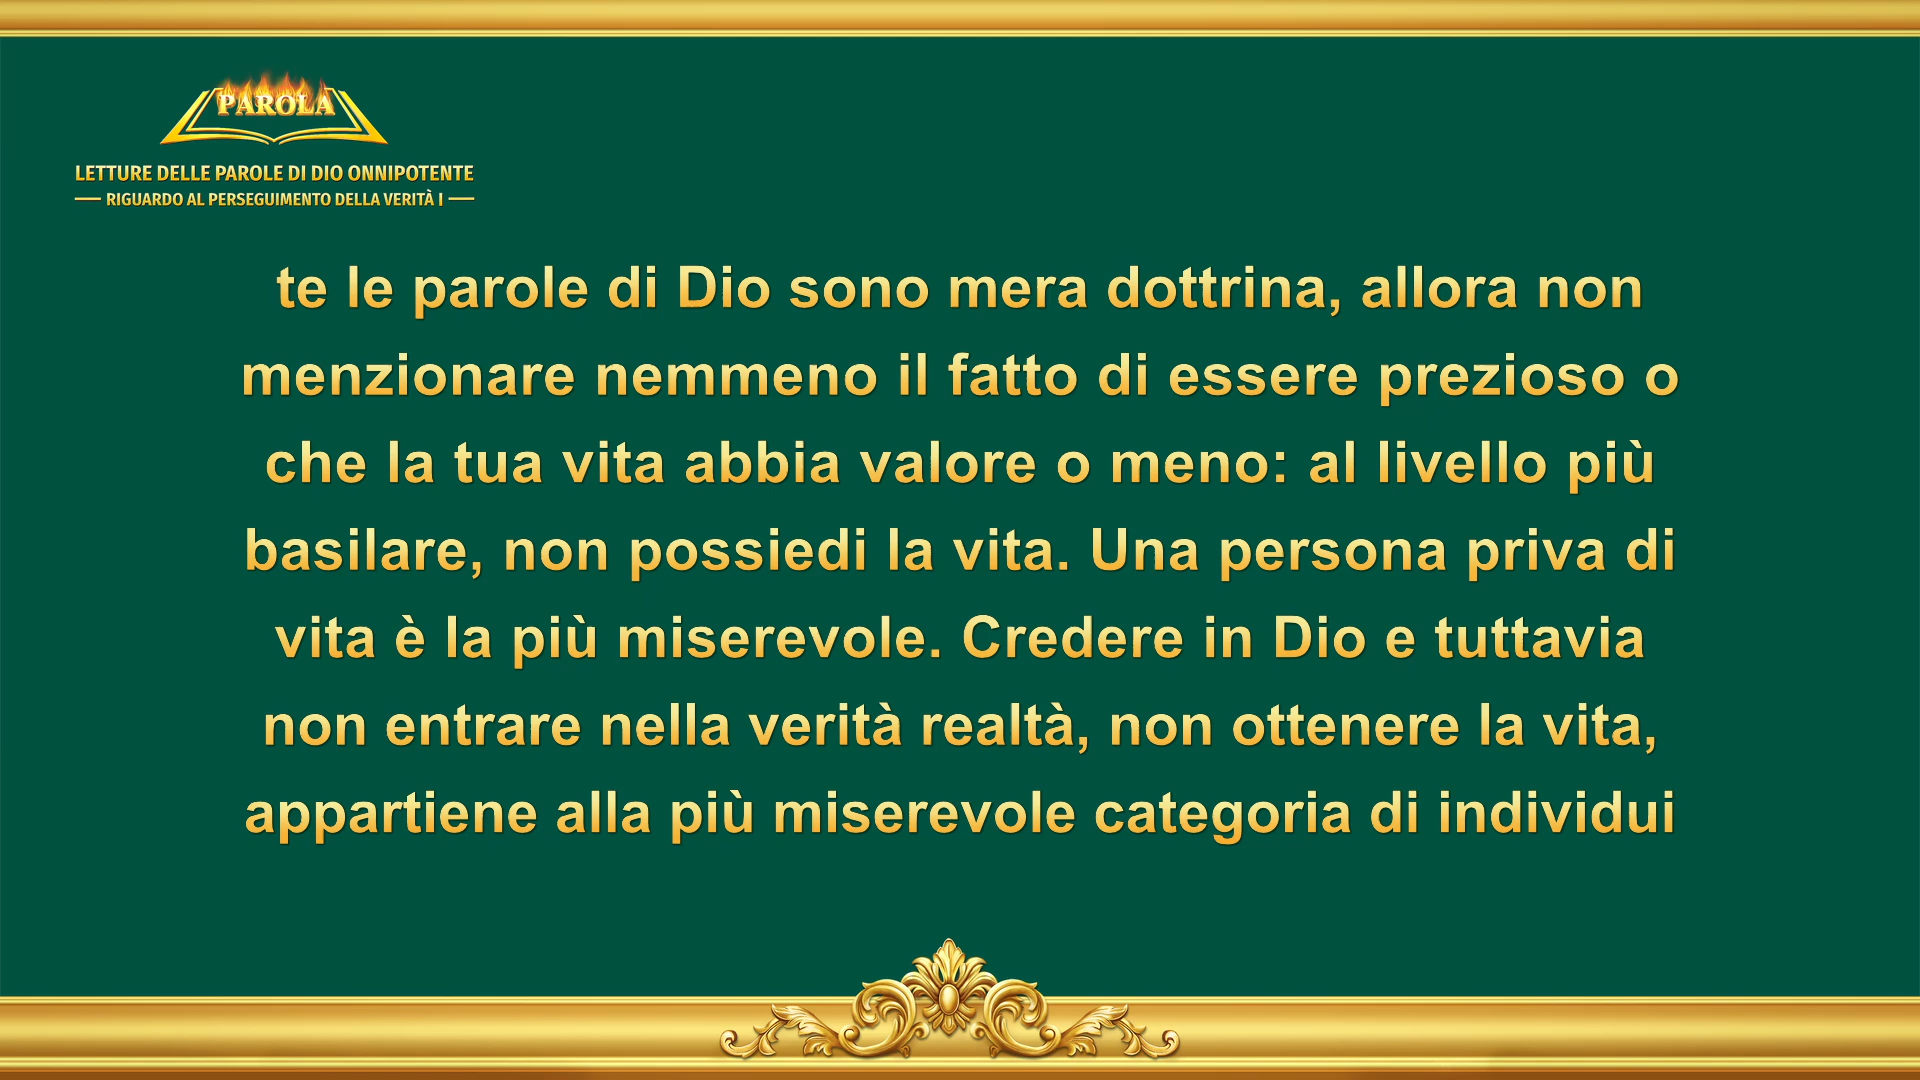 PAROLA
LETTURE DELLE PAROLE DI DIO ONNIPOTENTE
RIGUARDO AL PERSEGUIMENTO DELLA VERITÀ I
te le parole di Dio sono mera dottrina, allora non
menzionare nemmeno il fatto di essere prezioso o
che la tua vita abbia valore o meno: al livello più
basilare, non possiedi la vita. Una persona priva di
vita è la più miserevole. Credere in Dio e tuttavia
non entrare nella verità realtà, non ottenere la vita,
appartiene alla più miserevole categoria di individui